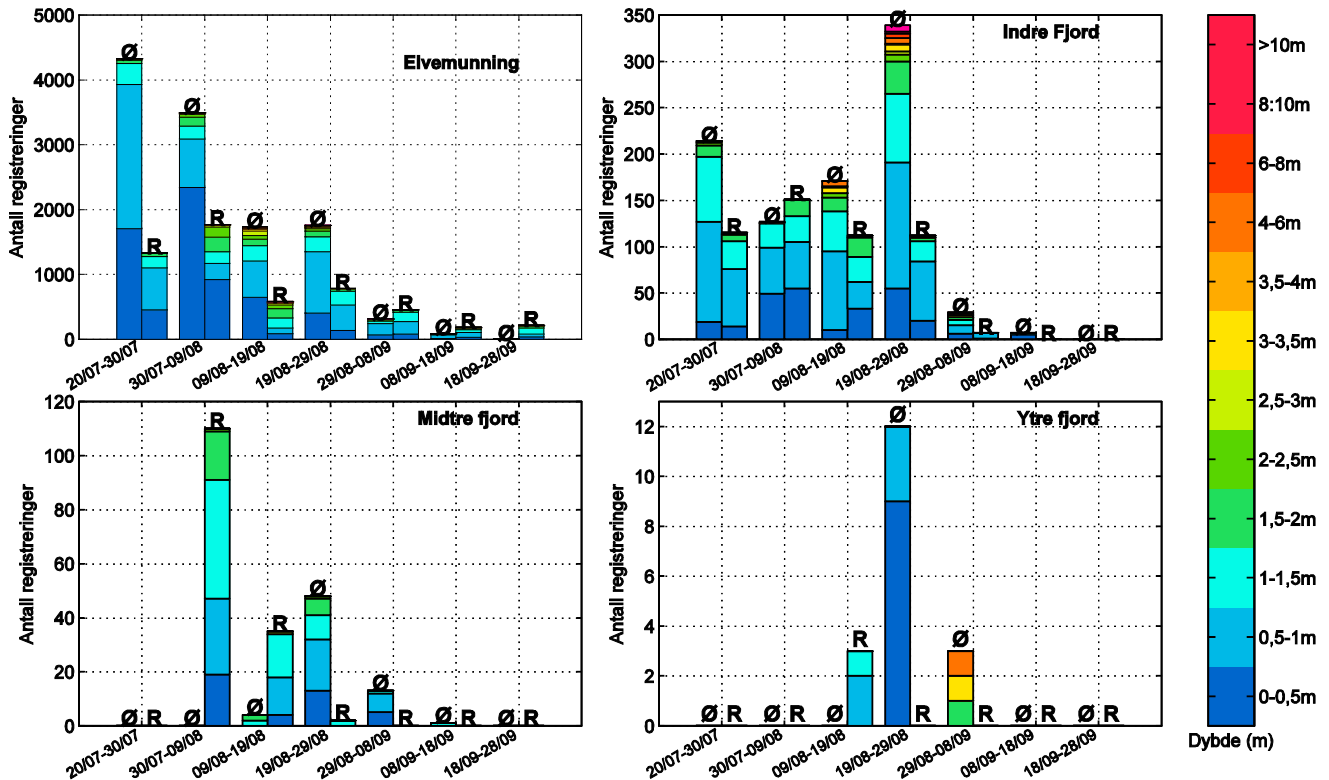 Elvemunning
Antall registreringer
5000
4000
3000
2000
1000
0
Ø R Ø R Ø R Ø R Ø R Ø R Ø R
20/07-30/07
30/07-09/08
09/08-19/08
19/08-29/08
29/08-08/09
08/09-18/09
18/09-28/09
Indre Fjord
Antall registreringer
350
300
250
200
150
100
50
0
Ø R Ø R Ø R Ø R Ø R Ø R Ø R
20/07-30/07
30/07-09/08
09/08-19/08
19/08-29/08
29/08-08/09
08/09-18/09
18/09-28/09
Midtre fjord
Antall registreringer
120
100
80
60
40
20
0
Ø R Ø R Ø R Ø R Ø R Ø R Ø R
20/07-30/07
30/07-09/08
09/08-19/08
19/08-29/08
29/08-08/09
08/09-18/09
18/09-28/09
Ytre fjord
Antall registreringer
12
10
8
6
4
2
0
Ø R Ø R Ø R Ø R Ø R Ø R Ø R
20/07-30/07
30/07-09/08
09/08-19/08
19/08-29/08
29/08-08/09
08/09-18/09
18/09-28/09
>10m
8:10m
6-8m
4-6m
3,5-4m
3-3,5m
2,5-3m
2-2,5m
1,5-2m
1-1,5m
0,5-1m
0-0,5m
Dybde (m)